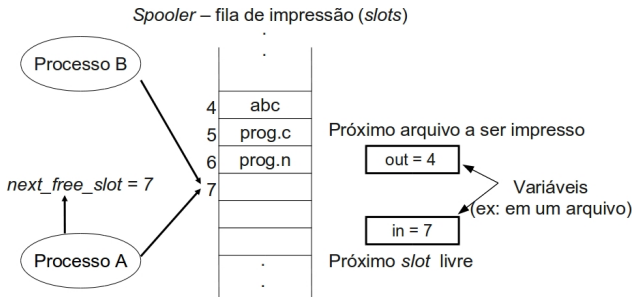 Spooler – fila de impressão (slots)
Processo B
4 abc
5 prog.c
6 prog.n
7
next_free_slot = 7
Processo A
Próximo arquivo a ser impresso
out = 4
Variáveis
(ex: em um arquivo)
in = 7
Próximo slot livre